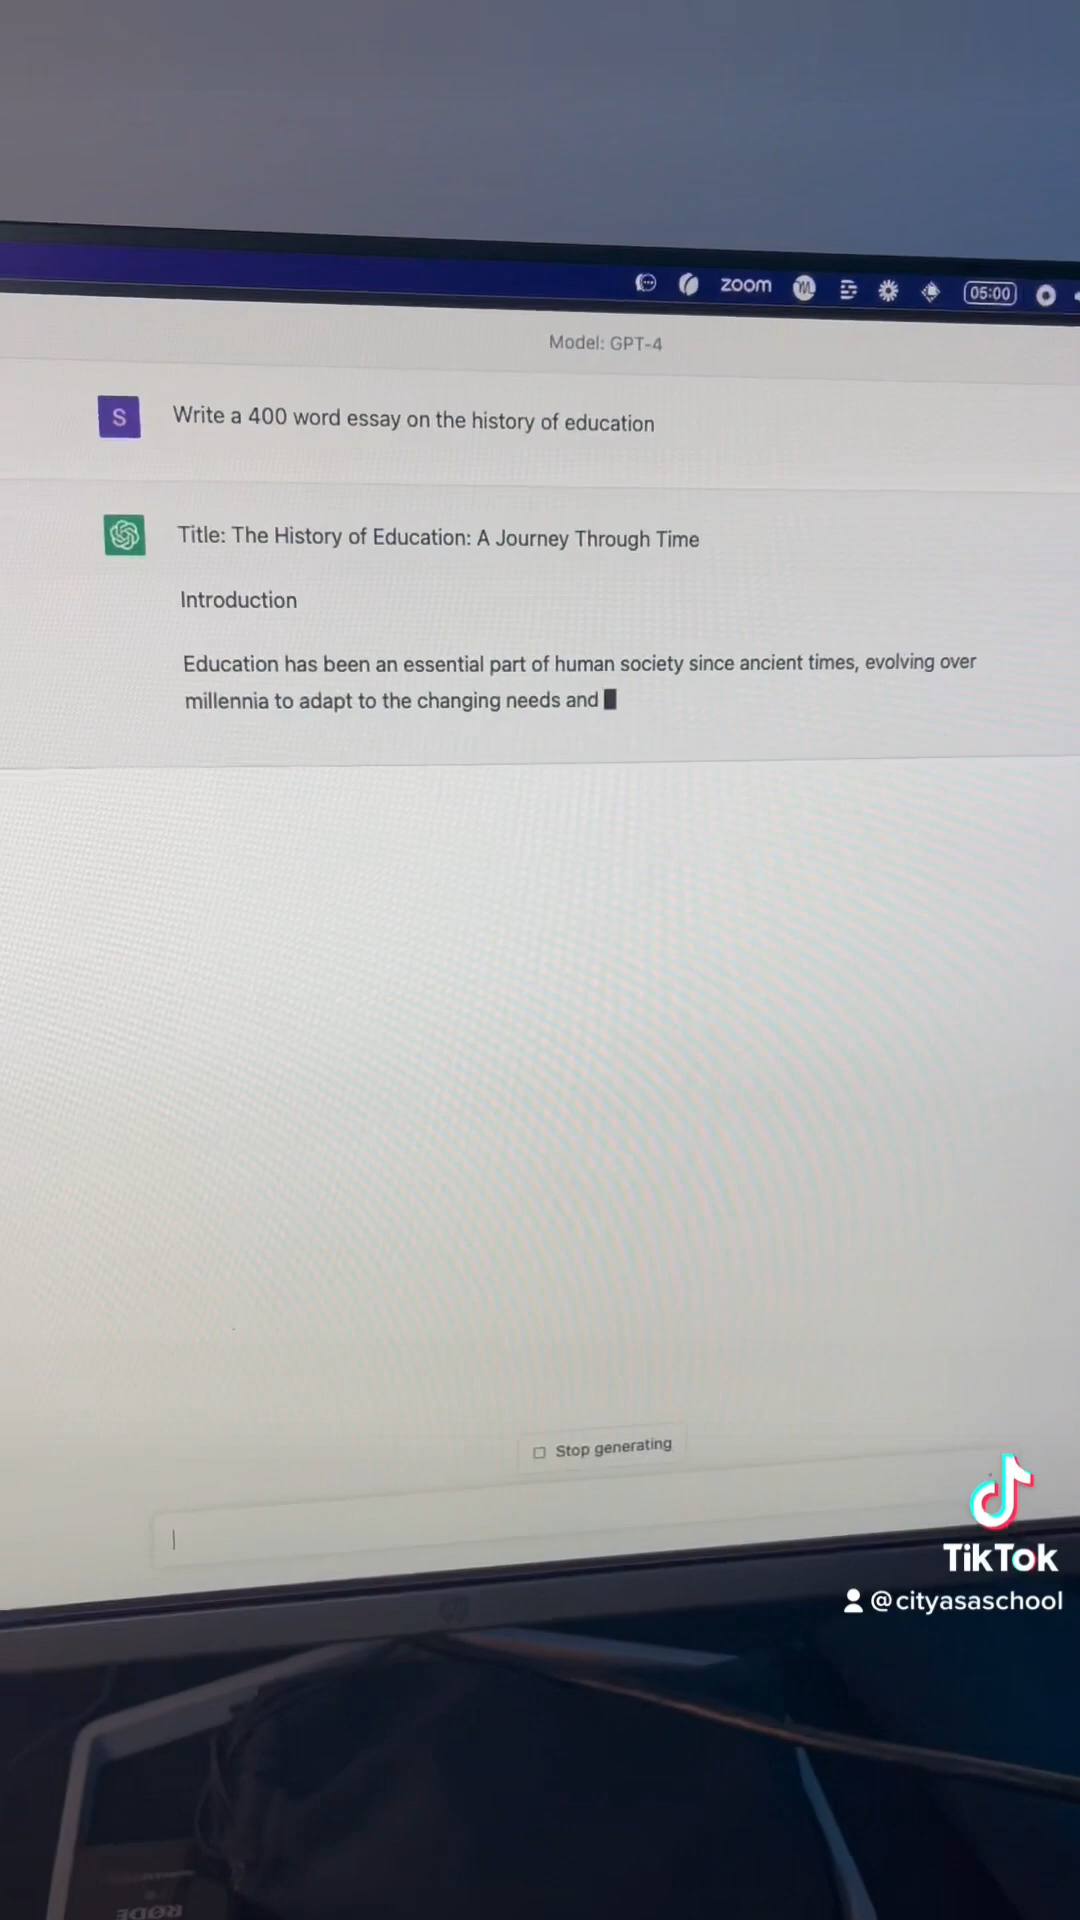 zoom
05:00
Model: GPT-4
S
Write a 400 word essay on the history of education
Title: The History of Education: A Journey Through Time
Introduction
Education has been an essential part of human society since ancient times, evolving over
millennia to adapt to the changing needs and
Stop generating
TikTok
@cityasaschool
RØDE